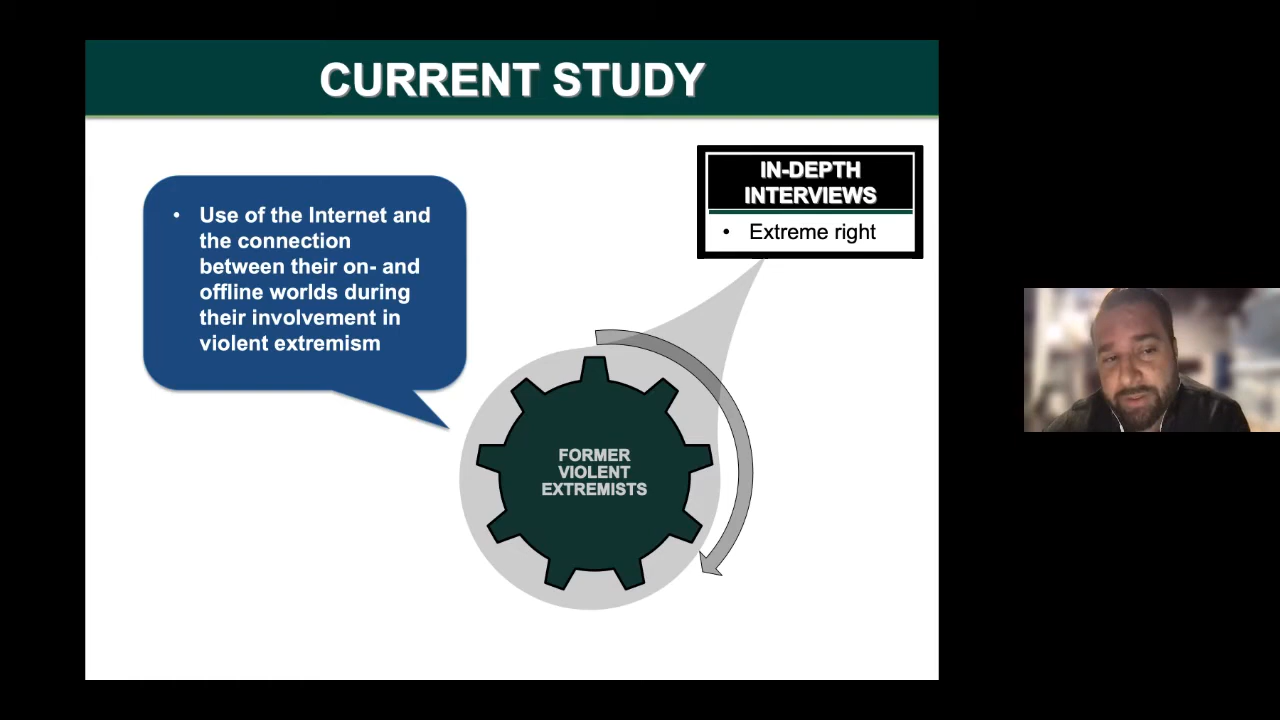 CURRENT STUDY
• Use of the Internet and
the connection
between their on- and
offline worlds during
their involvement in
violent extremism
IN-DEPTH
INTERVIEWS
• Extreme right
FORMER
VIOLENT
EXTREMISTS